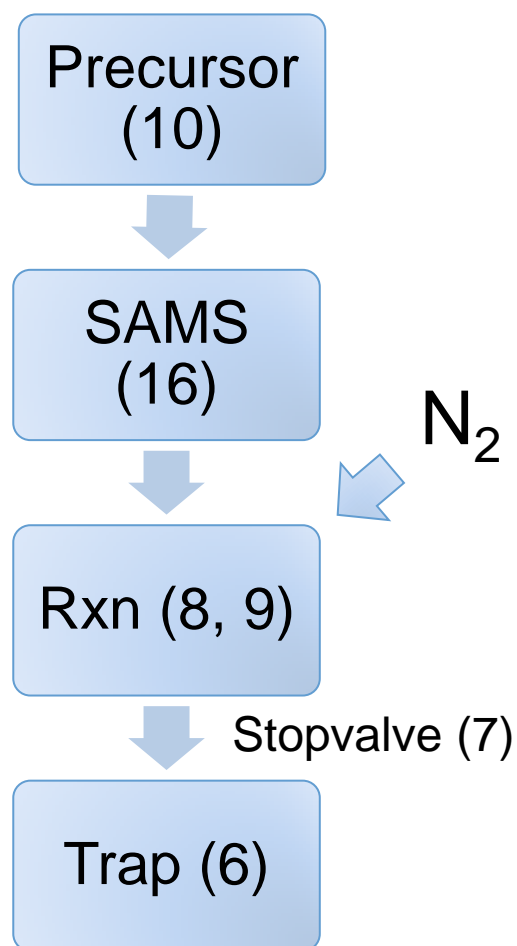 Precursor
(10)
SAMS
(16)
N₂
Rxn (8, 9)
Stopvalve (7)
Trap (6)